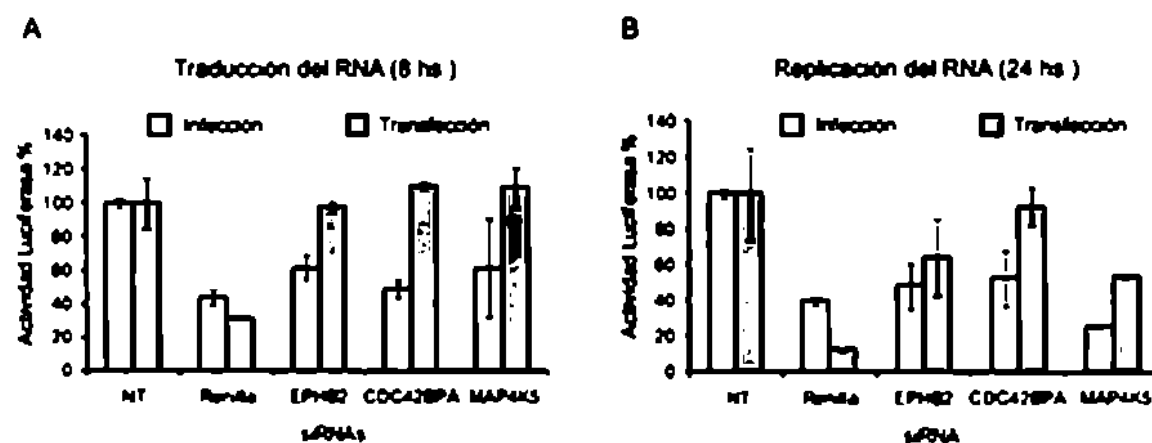 A
Traducción del RNA (6 hs )
Infección
Transfección
Actividad Luciferasa %
140
120
100
80
60
40
20
0
NT
Renilla
EPHB2
CDC42BPA
MAP4K5
siRNAs
B
Replicación del RNA (24 hs )
Infección
Transfección
Actividad Luciferasa %
140
120
100
80
60
40
20
0
NT
Renilla
EPHB2
CDC42BPA
MAP4K5
siRNA